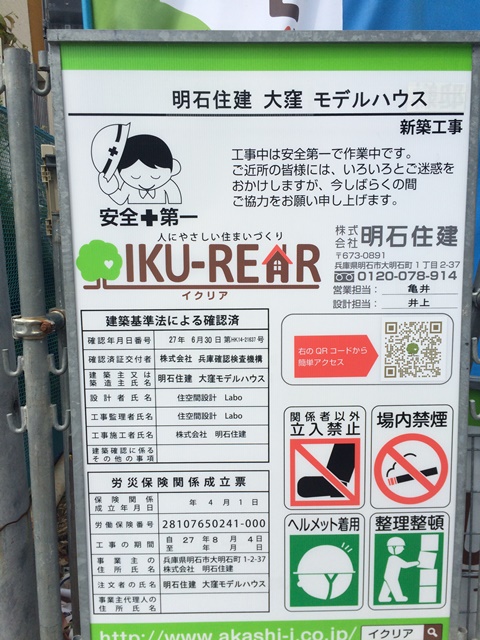 明石住建 大窪 モデルハウス
新築工事
工事中は安全第一で作業中です。
ご近所の皆様には、いろいろとご迷惑を
おかけしますが、今しばらくの間
ご協力をお願い申し上げます。
安全✚第一
人にやさしい住まいづくり
IKU-REAR
イクリア
株式会社 明石住建
〒673-0891
兵庫県明石市大明石町1丁目2-37
0120-078-914
営業担当: 亀井
設計担当: 井上
建築基準法による確認済
確認年月日番号 27年 6月30日 第HK14-21637号
確認済証交付者 株式会社 兵庫確認検査機構
建築主又は築造主氏名 明石住建 大窪モデルハウス
設計者氏名 住空間設計 Labo
工事監理者氏名 住空間設計 Labo
工事施工者氏名 株式会社 明石住建
建築確認に係るその他の事項
右のQRコードから
簡単アクセス
関係者以外
立入禁止
場内禁煙
労災保険関係成立票
保険関係成立年月日 年 4月 1日
労働保険番号 28107650241-000
工事の期間 自 27年 8月 4日
至 年 月 日
事業主の住所氏名 兵庫県明石市大明石町1-2-37
株式会社 明石住建
注文者の氏名 明石住建 大窪モデルハウス
事業主代理人の住所氏名
ヘルメット着用
整理整頓
http://www.akashi-j.co.jp/
イクリア